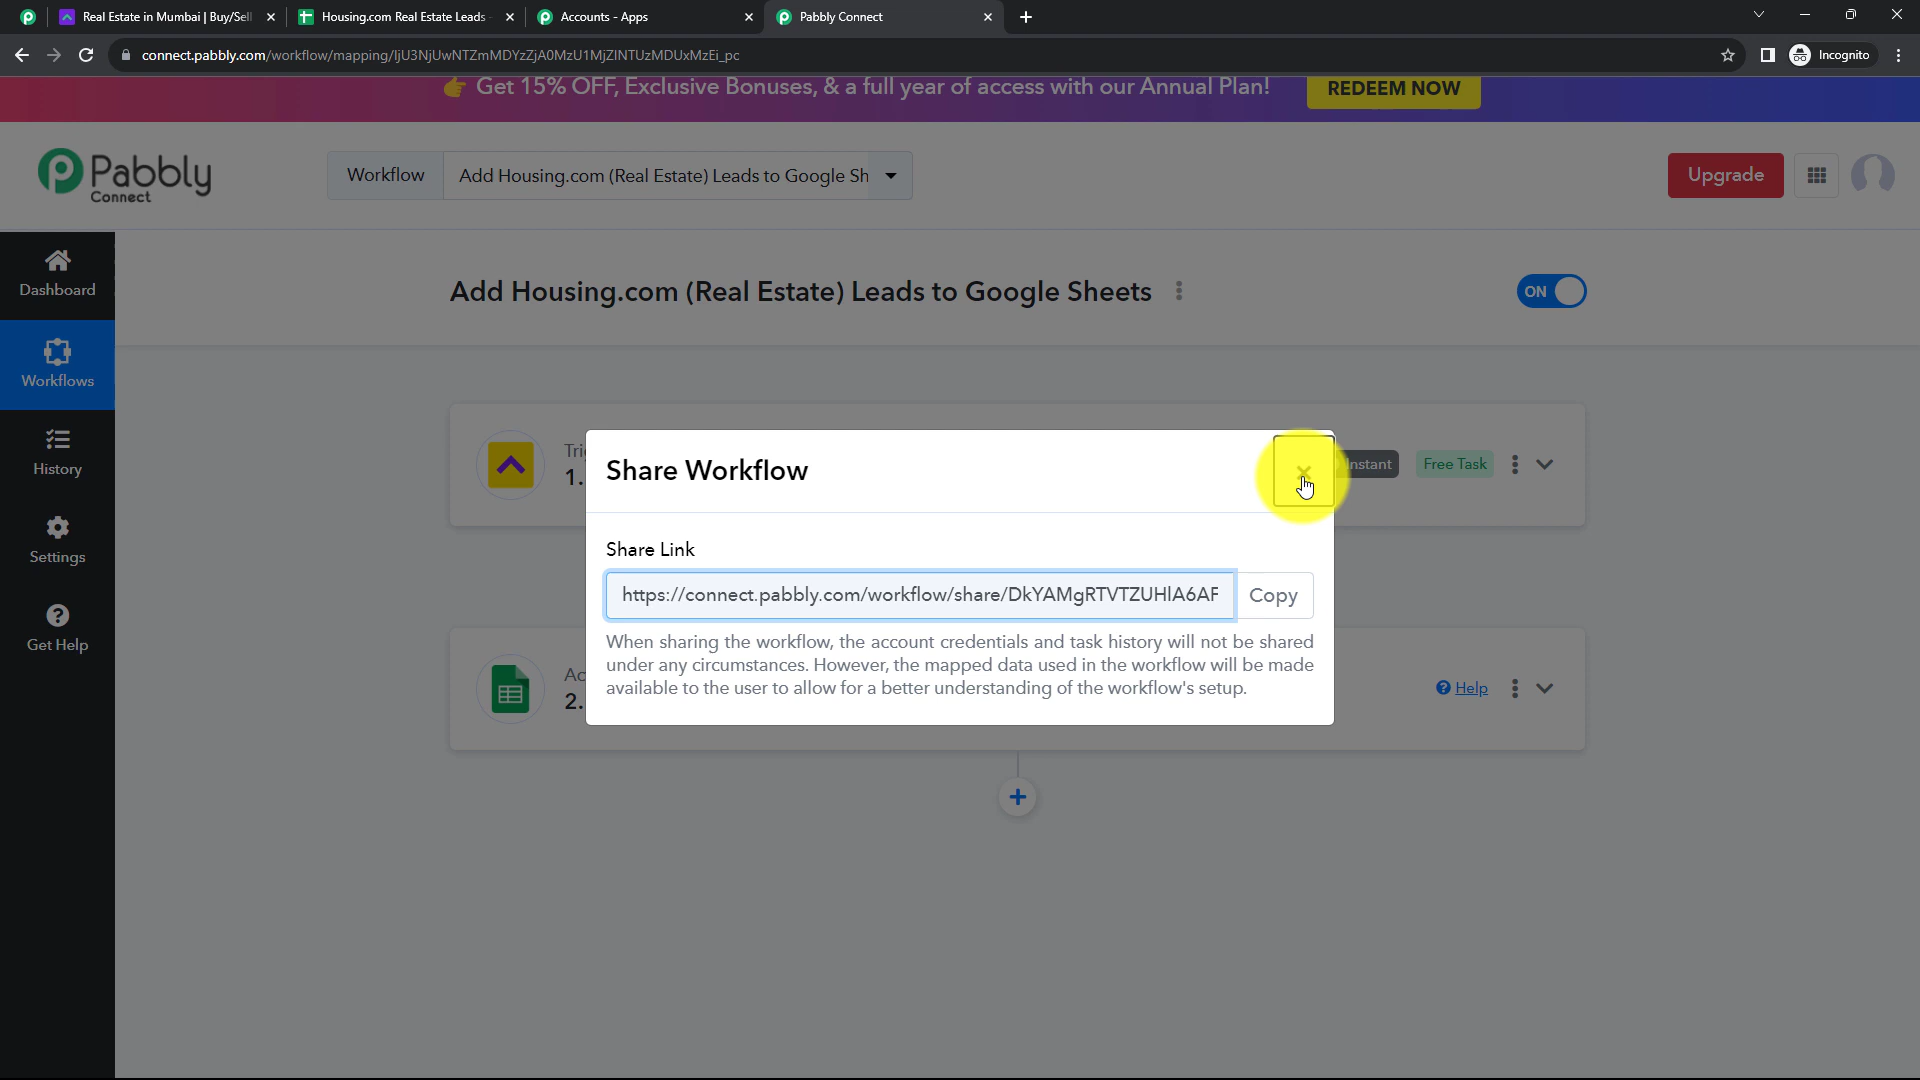 Real Estate in Mumbai | Buy/Sell
Housing.com Real Estate Leads -
Accounts - Apps
Pabbly Connect
connect.pabbly.com/workflow/mapping/IjU3NjUwNTZmMDYzZjA0MzU1MjZlNTUzMDUxMzEi_pc
Incognito
Get 15% OFF, Exclusive Bonuses, & a full year of access with our Annual Plan!
REDEEM NOW
Pabbly
Connect
Workflow
Add Housing.com (Real Estate) Leads to Google Sh
Upgrade
Dashboard
Add Housing.com (Real Estate) Leads to Google Sheets
ON
Workflows
History
Settings
Get Help
Tri
1.
Instant
Free Task
Share Workflow
Share Link
https://connect.pabbly.com/workflow/share/DkYAMgRTVTZUHlA6AF
Copy
When sharing the workflow, the account credentials and task history will not be shared
under any circumstances. However, the mapped data used in the workflow will be made
available to the user to allow for a better understanding of the workflow's setup.
Ac
2.
Help